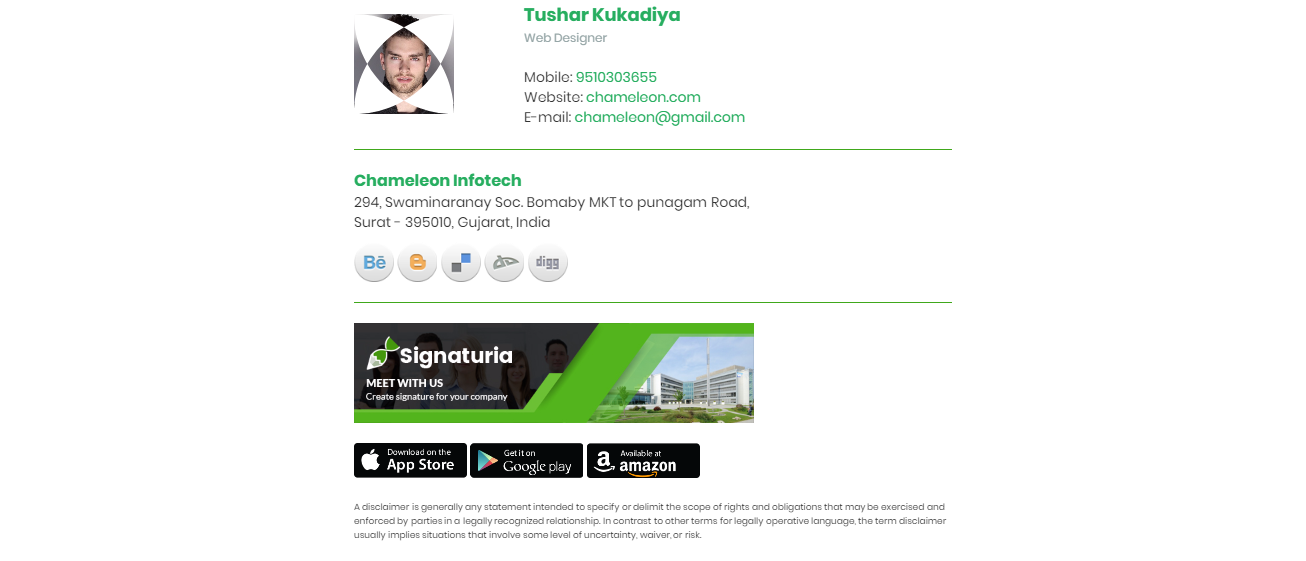 Tushar Kukadiya
Web Designer
Mobile: 9510303655
Website: chameleon.com
E-mail: chameleon@gmail.com
Chameleon Infotech
294, Swaminaranay Soc. Bomaby MKT to punagam Road,
Surat - 395010, Gujarat, India
Bē
digg
Signaturia
MEET WITH US
Create signature for your company
Download on the
App Store
Get it on
Google play
Available at
amazon
A disclaimer is generally any statement intended to specify or delimit the scope of rights and obligations that may be exercised and
enforced by parties in a legally recognized relationship. In contrast to other terms for legally operative language, the term disclaimer
usually implies situations that involve some level of uncertainty, waiver, or risk.